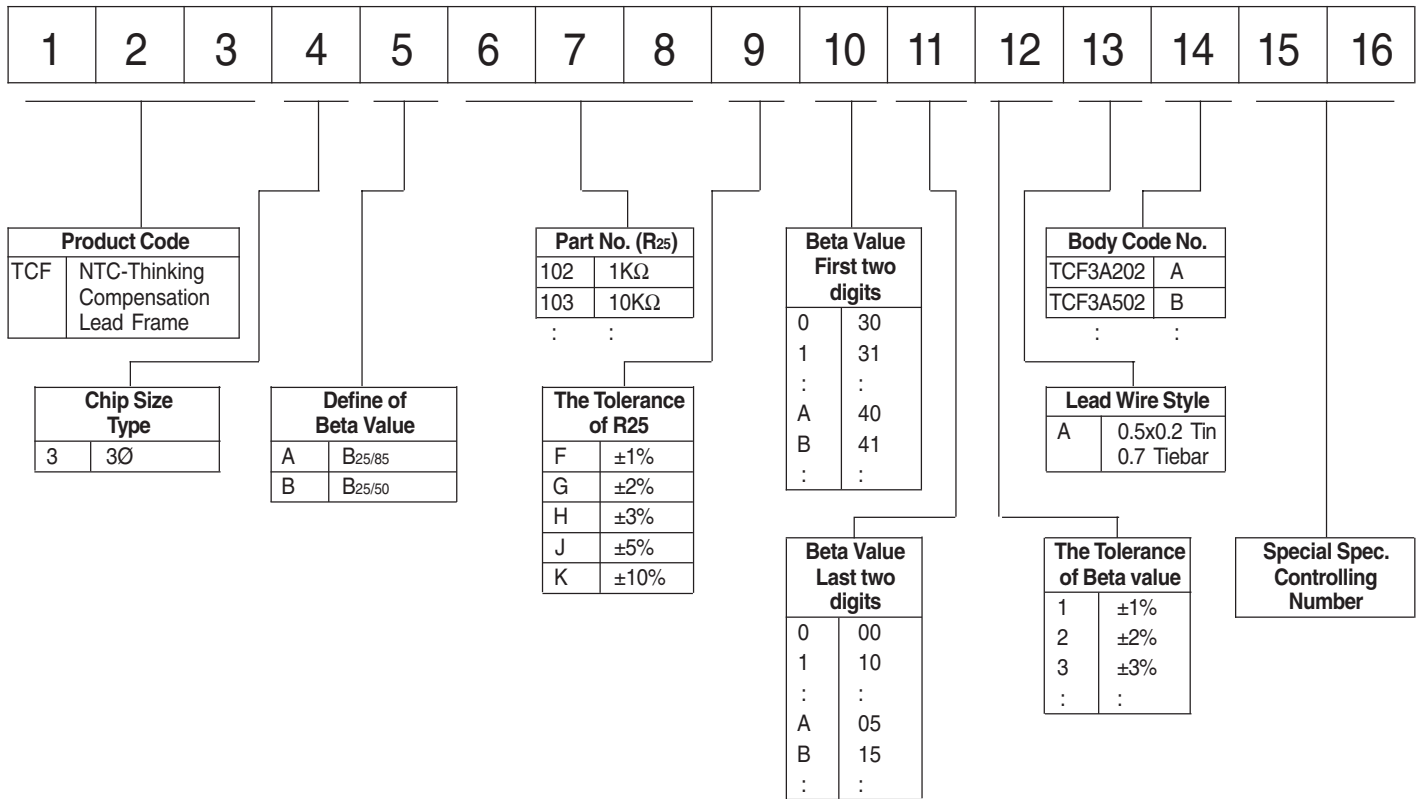 1 2 3 4 5 6 7 8 9 10 11 12 13 14 15 16
Product Code
TCF NTC-Thinking
Compensation
Lead Frame
Chip Size
Type
3 3Ø
Define of
Beta Value
A B25/85
B B25/50
Part No. (R25)
102 1KΩ
103 10KΩ
: :
The Tolerance
of R25
F ±1%
G ±2%
H ±3%
J ±5%
K ±10%
Beta Value
First two
digits
0 30
1 31
: :
A 40
B 41
: :
Beta Value
Last two
digits
0 00
1 10
: :
A 05
B 15
: :
Body Code No.
TCF3A202 A
TCF3A502 B
: :
Lead Wire Style
A 0.5x0.2 Tin
0.7 Tiebar
The Tolerance
of Beta value
1 ±1%
2 ±2%
3 ±3%
: :
Special Spec.
Controlling
Number